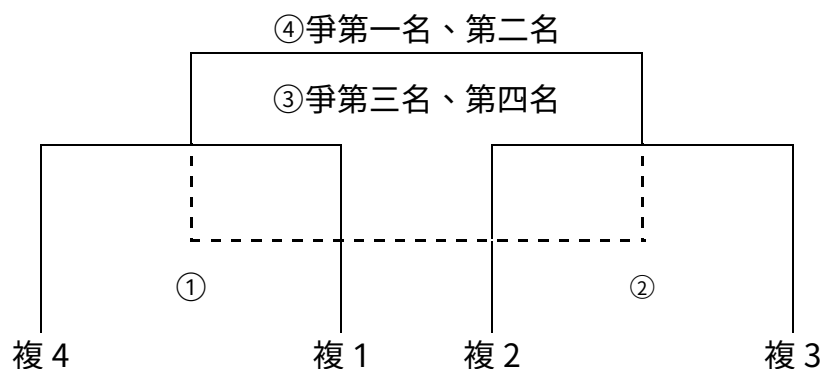 ④爭第一名、第二名
③爭第三名、第四名
①
②
複 4
複 1
複 2
複 3